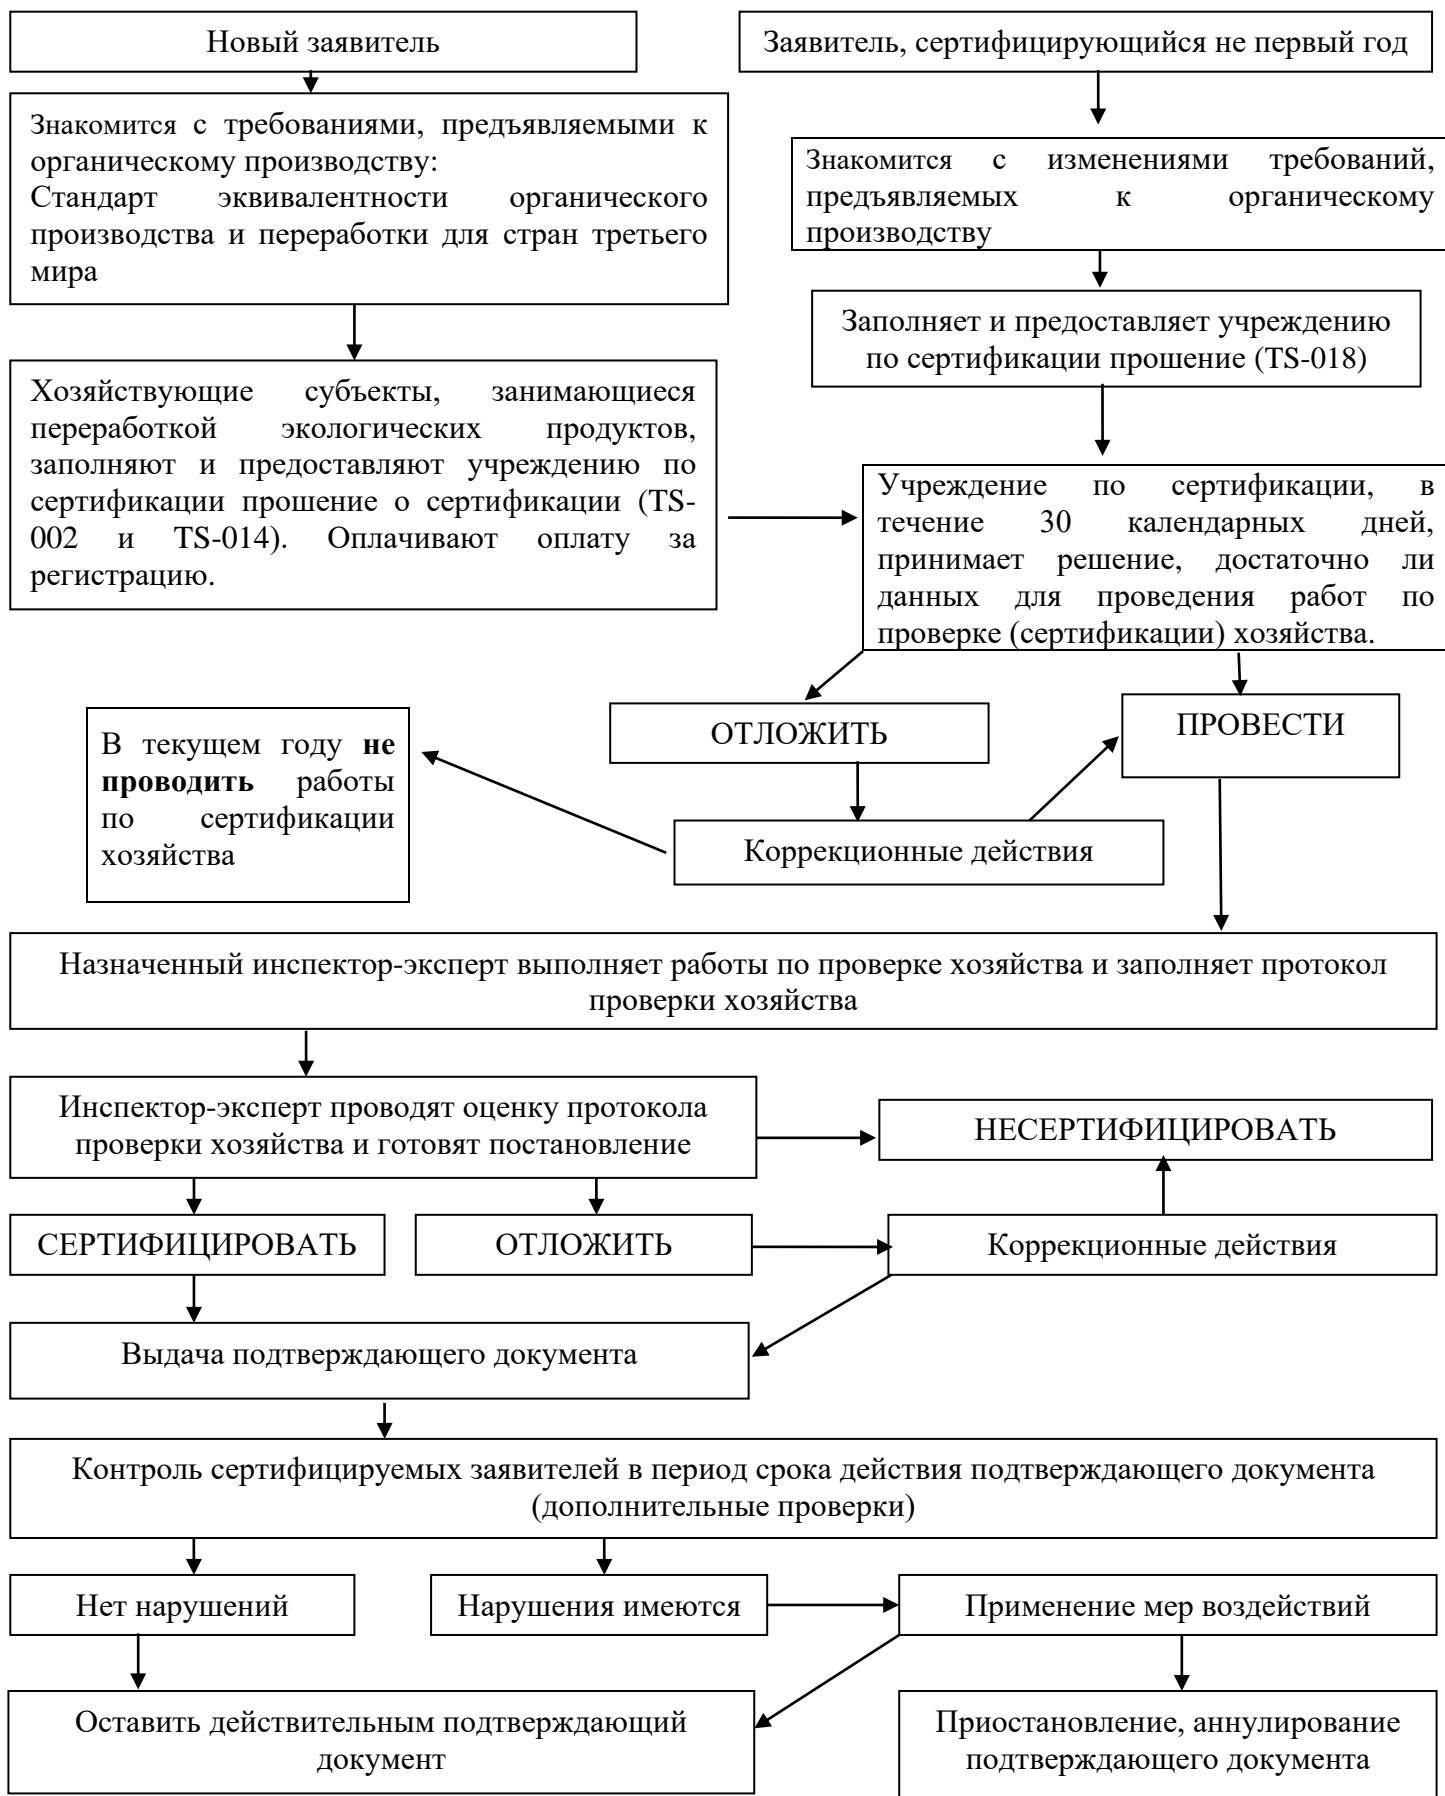 Новый заявитель
Заявитель, сертифицирующийся не первый год
Знакомится с требованиями, предъявляемыми к
органическому производству:
Стандарт эквивалентности органического
производства и переработки для стран третьего
мира
Знакомится с изменениями требований,
предъявляемых к органическому
производству
Заполняет и предоставляет учреждению
по сертификации прошение (TS-018)
Хозяйствующие субъекты, занимающиеся
переработкой экологических продуктов,
заполняют и предоставляют учреждению по
сертификации прошение о сертификации (TS-
002 и TS-014). Оплачивают оплату за
регистрацию.
Учреждение по сертификации, в
течение 30 календарных дней,
принимает решение, достаточно ли
данных для проведения работ по
проверке (сертификации) хозяйства.
ОТЛОЖИТЬ
ПРОВЕСТИ
В текущем году не
проводить работы
по сертификации
хозяйства
Коррекционные действия
Назначенный инспектор-эксперт выполняет работы по проверке хозяйства и заполняет протокол
проверки хозяйства
Инспектор-эксперт проводят оценку протокола
проверки хозяйства и готовят постановление
НЕСЕРТИФИЦИРОВАТЬ
СЕРТИФИЦИРОВАТЬ
ОТЛОЖИТЬ
Коррекционные действия
Выдача подтверждающего документа
Контроль сертифицируемых заявителей в период срока действия подтверждающего документа
(дополнительные проверки)
Нет нарушений
Нарушения имеются
Применение мер воздействий
Оставить действительным подтверждающий
документ
Приостановление, аннулирование
подтверждающего документа